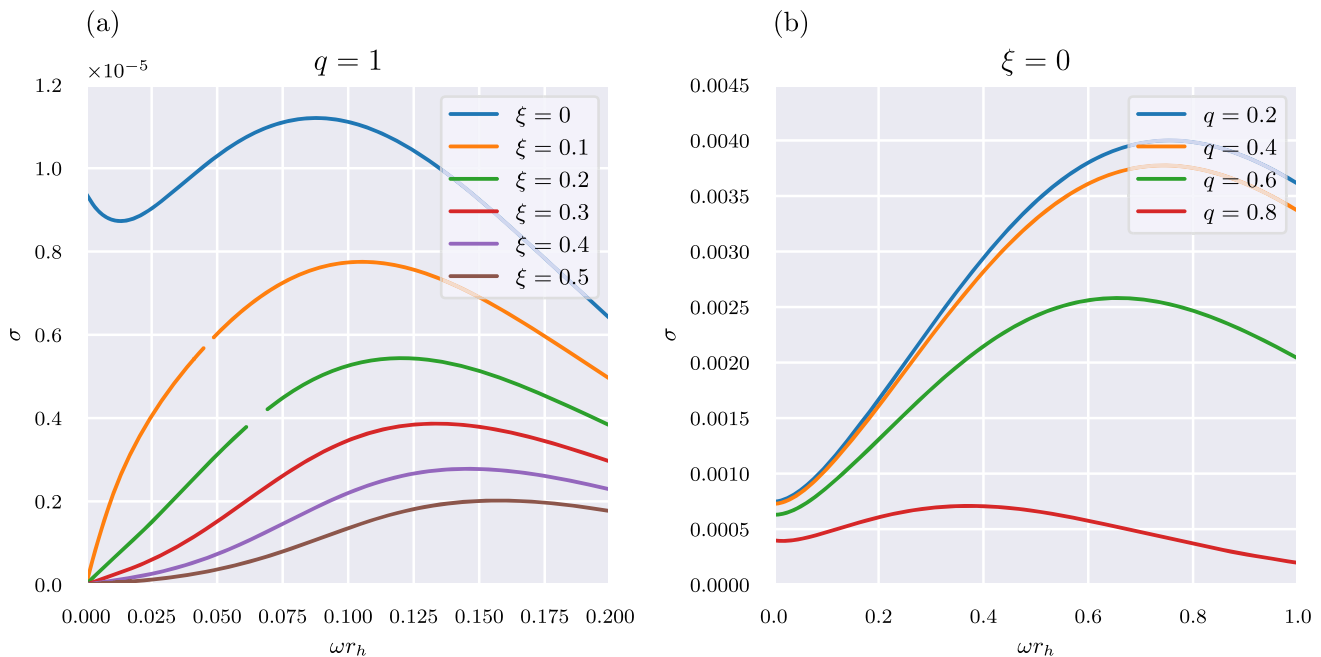 (a)
q = 1
×10⁻⁵
1.2
1.0
0.8
0.6
0.4
0.2
0.0
σ
ξ = 0
ξ = 0.1
ξ = 0.2
ξ = 0.3
ξ = 0.4
ξ = 0.5
0.000 0.025 0.050 0.075 0.100 0.125 0.150 0.175 0.200
ωrₕ
(b)
ξ = 0
0.0045
0.0040
0.0035
0.0030
0.0025
0.0020
0.0015
0.0010
0.0005
0.0000
σ
q = 0.2
q = 0.4
q = 0.6
q = 0.8
0.0 0.2 0.4 0.6 0.8 1.0
ωrₕ